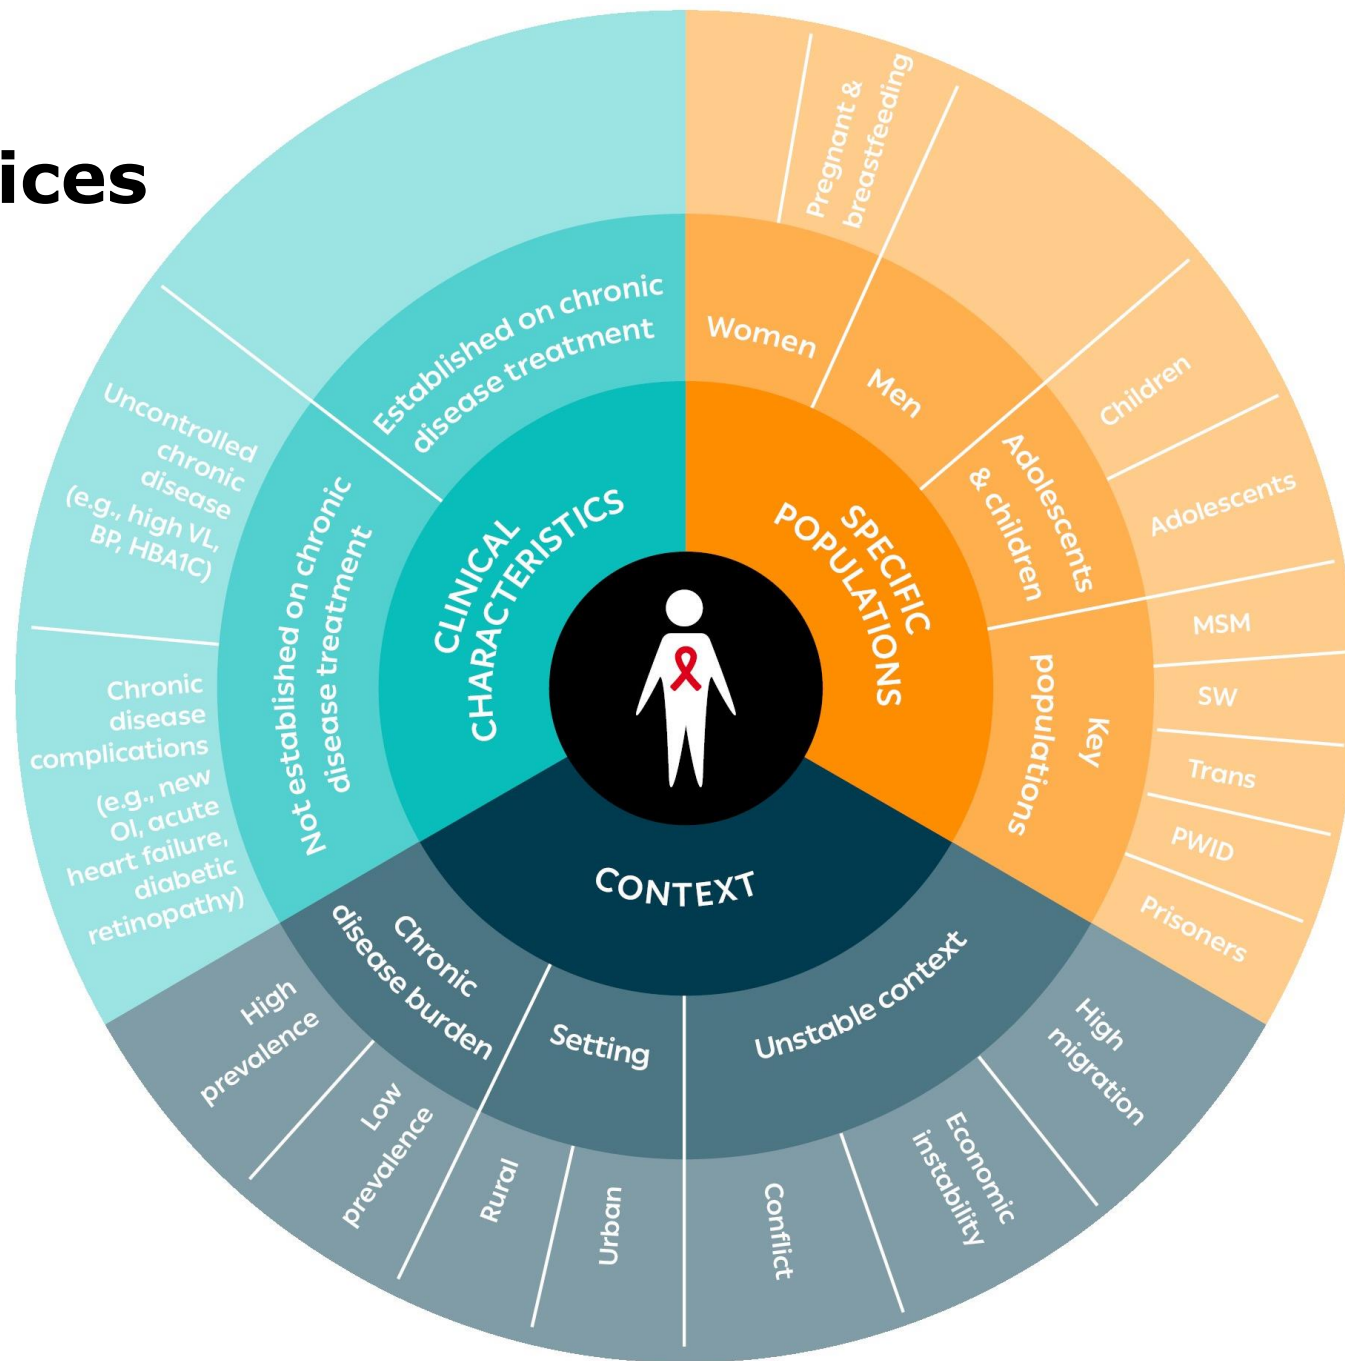 ices
CLINICAL
CHARACTERISTICS
Established on chronic
disease treatment
Not established on chronic
disease treatment
Uncontrolled
chronic
disease
(e.g., high VL,
BP, HBA1C)
Chronic
disease
complications
(e.g., new
OI, acute
heart failure,
diabetic
retinopathy)
SPECIFIC
POPULATIONS
Women
Pregnant &
breastfeeding
Men
Adolescents
& children
Children
Adolescents
Key
populations
MSM
SW
Trans
PWID
Prisoners
CONTEXT
Chronic
disease burden
High
prevalence
Low
prevalence
Setting
Rural
Urban
Unstable context
Conflict
Economic
instability
High
migration